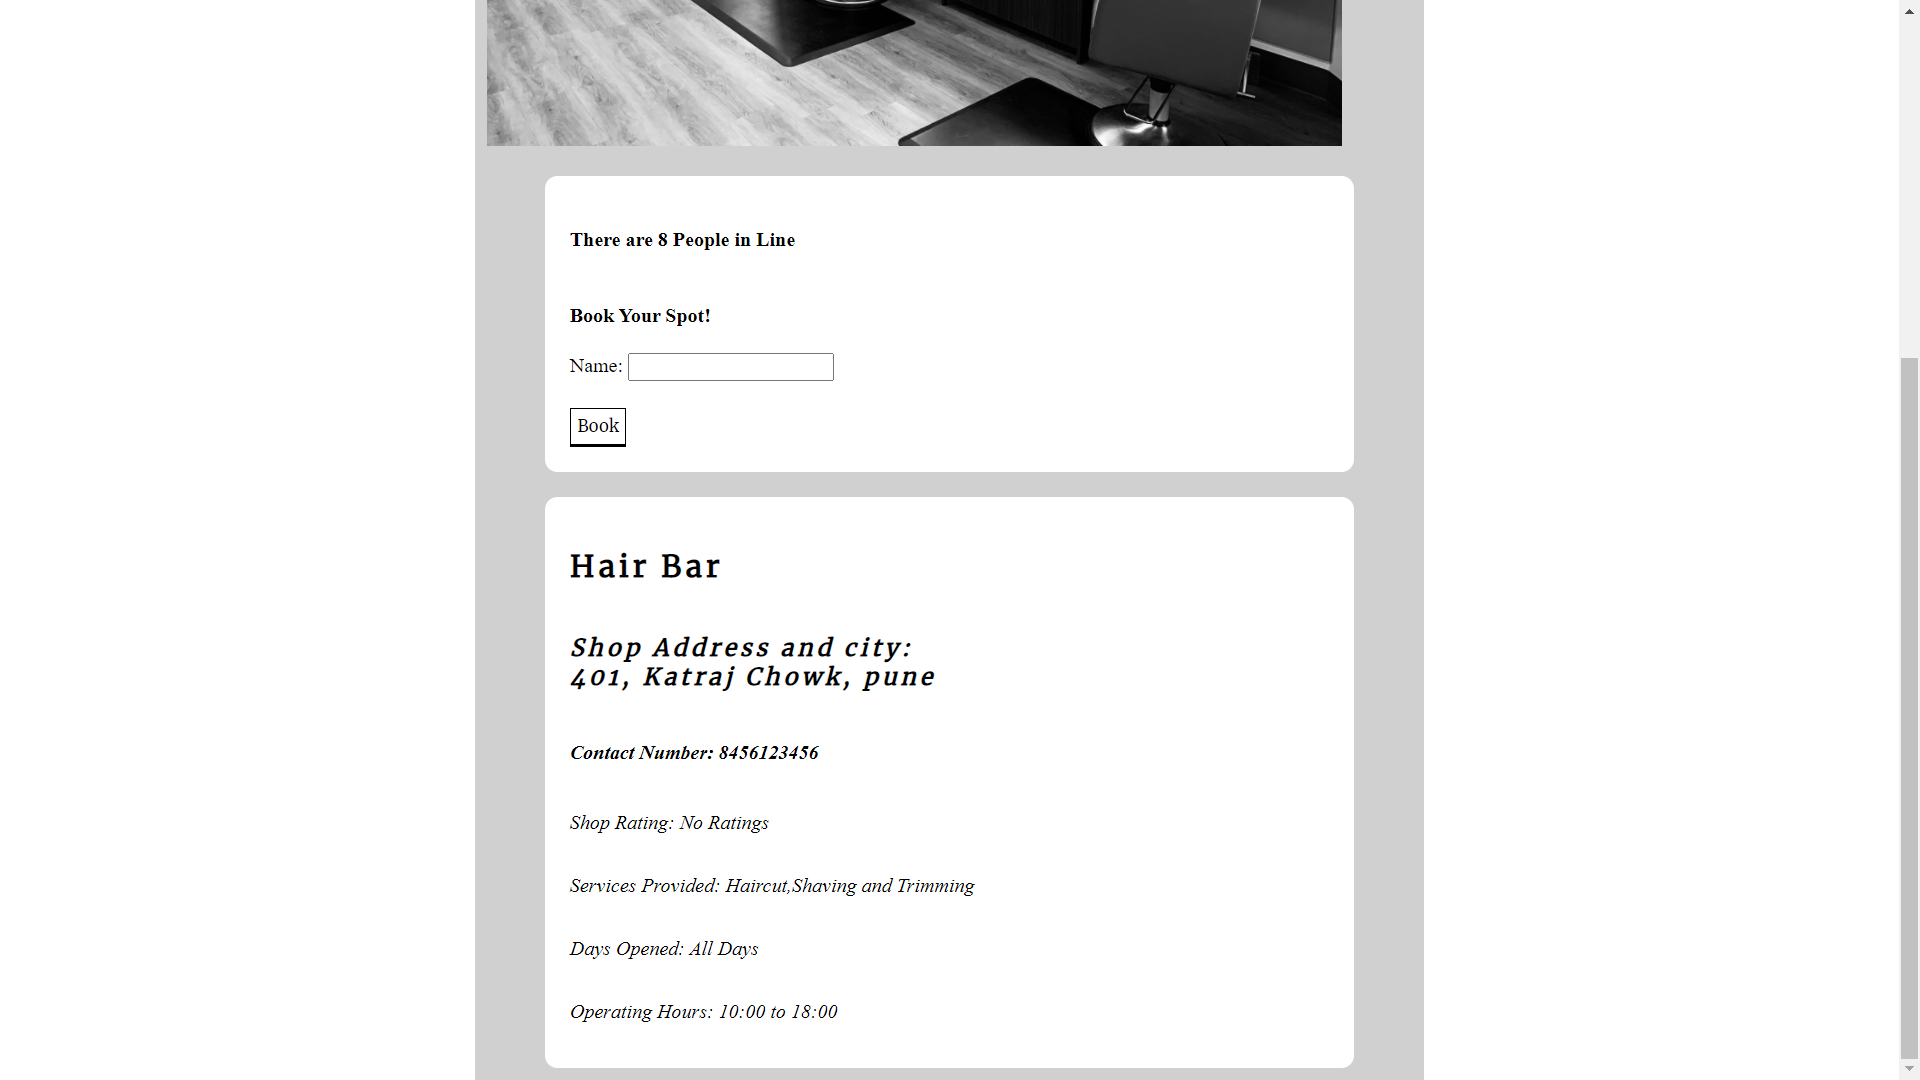 There are 8 People in Line
Book Your Spot!
Name:
Book
Hair Bar
Shop Address and city:
401, Katraj Chowk, pune
Contact Number: 8456123456
Shop Rating: No Ratings
Services Provided: Haircut,Shaving and Trimming
Days Opened: All Days
Operating Hours: 10:00 to 18:00